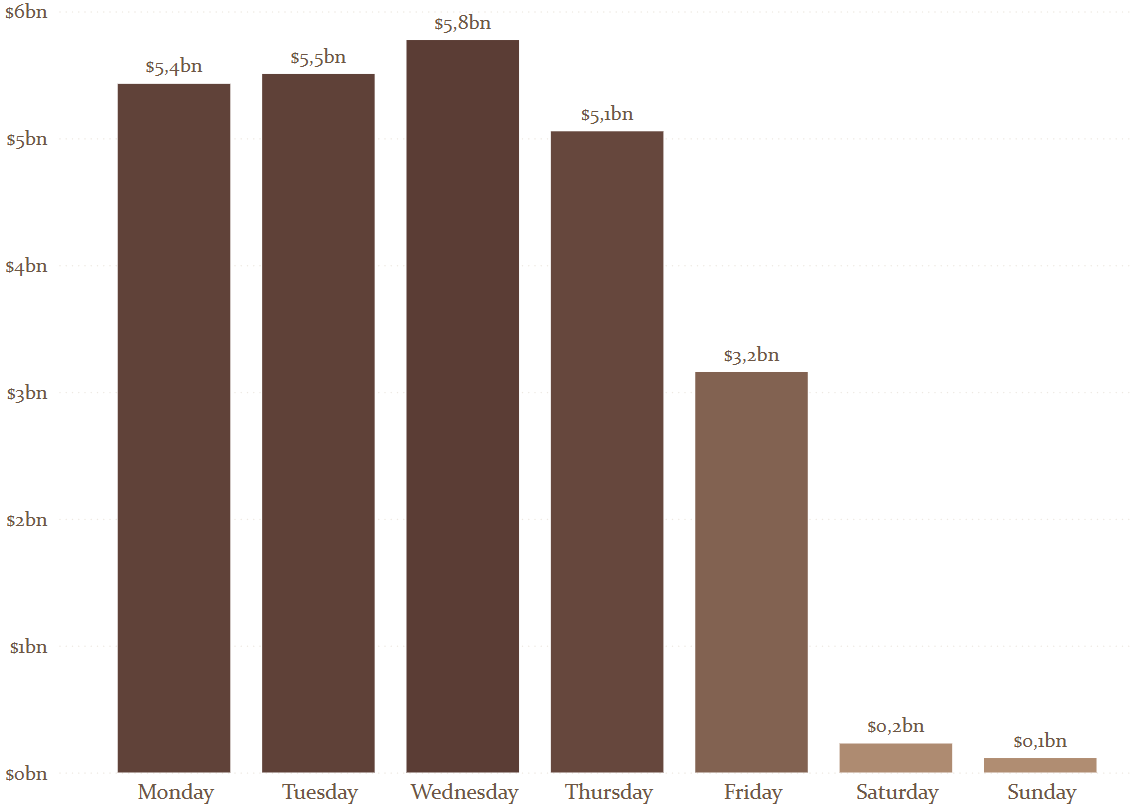 $6bn
$5bn
$4bn
$3bn
$2bn
$1bn
$0bn
$5,4bn
$5,5bn
$5,8bn
$5,1bn
$3,2bn
$0,2bn
$0,1bn
Monday
Tuesday
Wednesday
Thursday
Friday
Saturday
Sunday